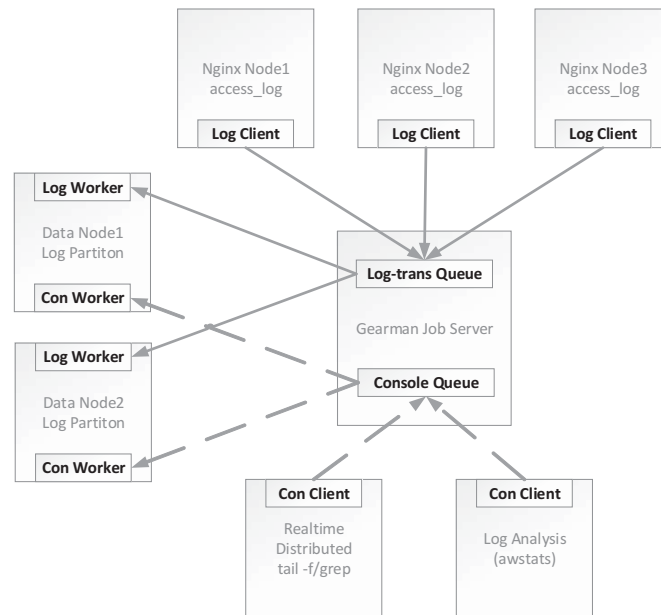 Nginx Node1
access_log
Log Client
Nginx Node2
access_log
Log Client
Nginx Node3
access_log
Log Client
Log Worker
Data Node1
Log Partiton
Con Worker
Log Worker
Data Node2
Log Partiton
Con Worker
Log-trans Queue
Gearman Job Server
Console Queue
Con Client
Realtime
Distributed
tail -f/grep
Con Client
Log Analysis
(awstats)